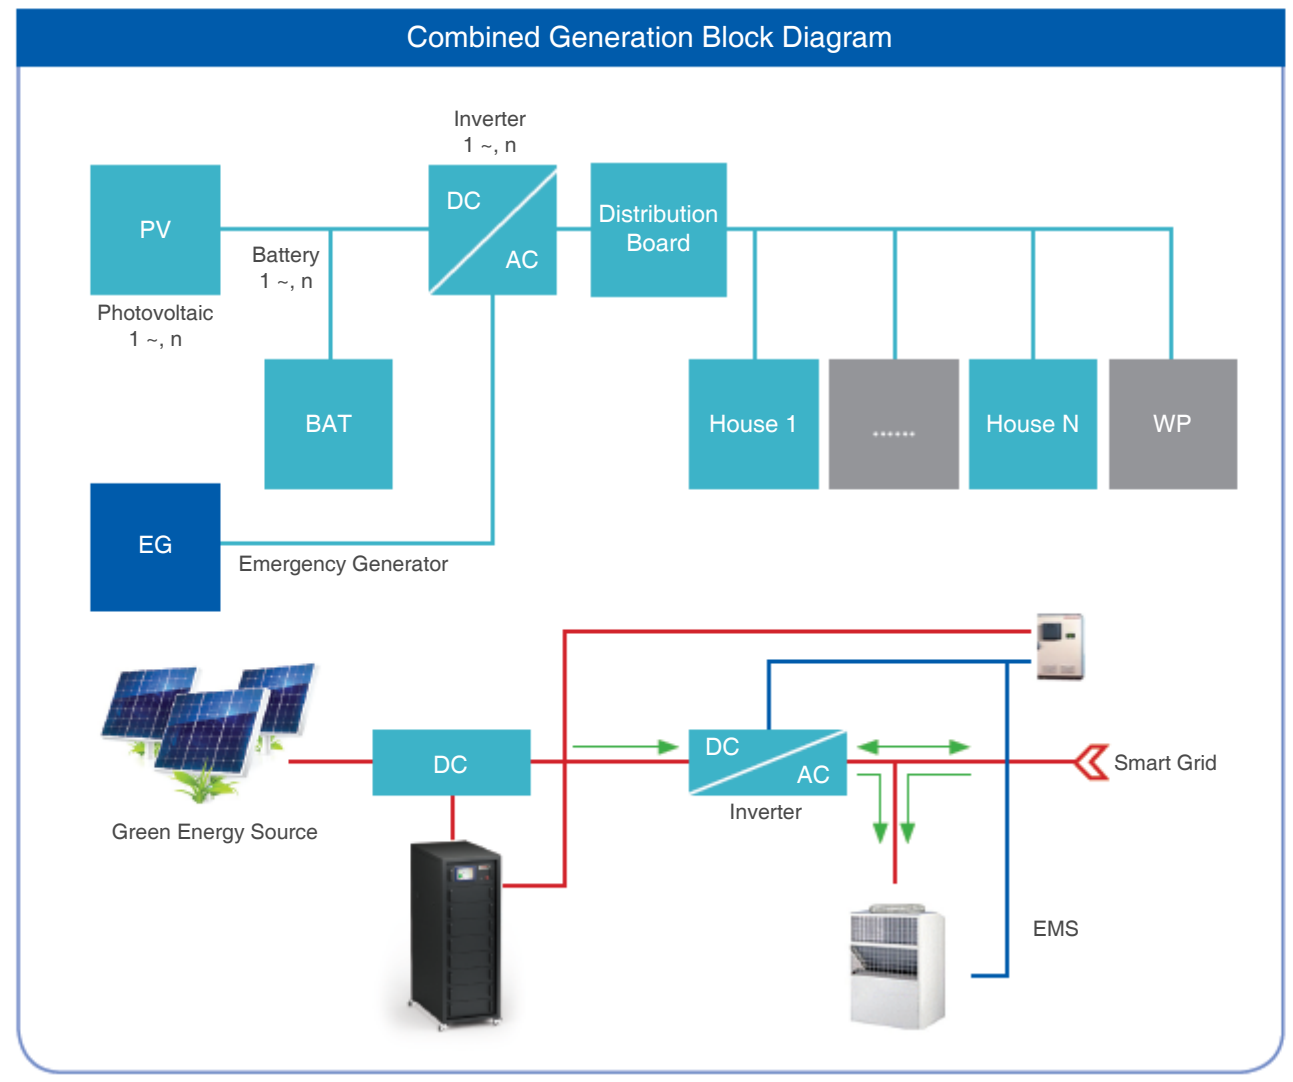 Combined Generation Block Diagram
Inverter
1 ~, n
PV
DC
AC
Distribution
Board
Battery
1 ~, n
Photovoltaic
1 ~, n
BAT
House 1
......
House N
WP
EG
Emergency Generator
DC
DC
AC
Inverter
Smart Grid
Green Energy Source
EMS